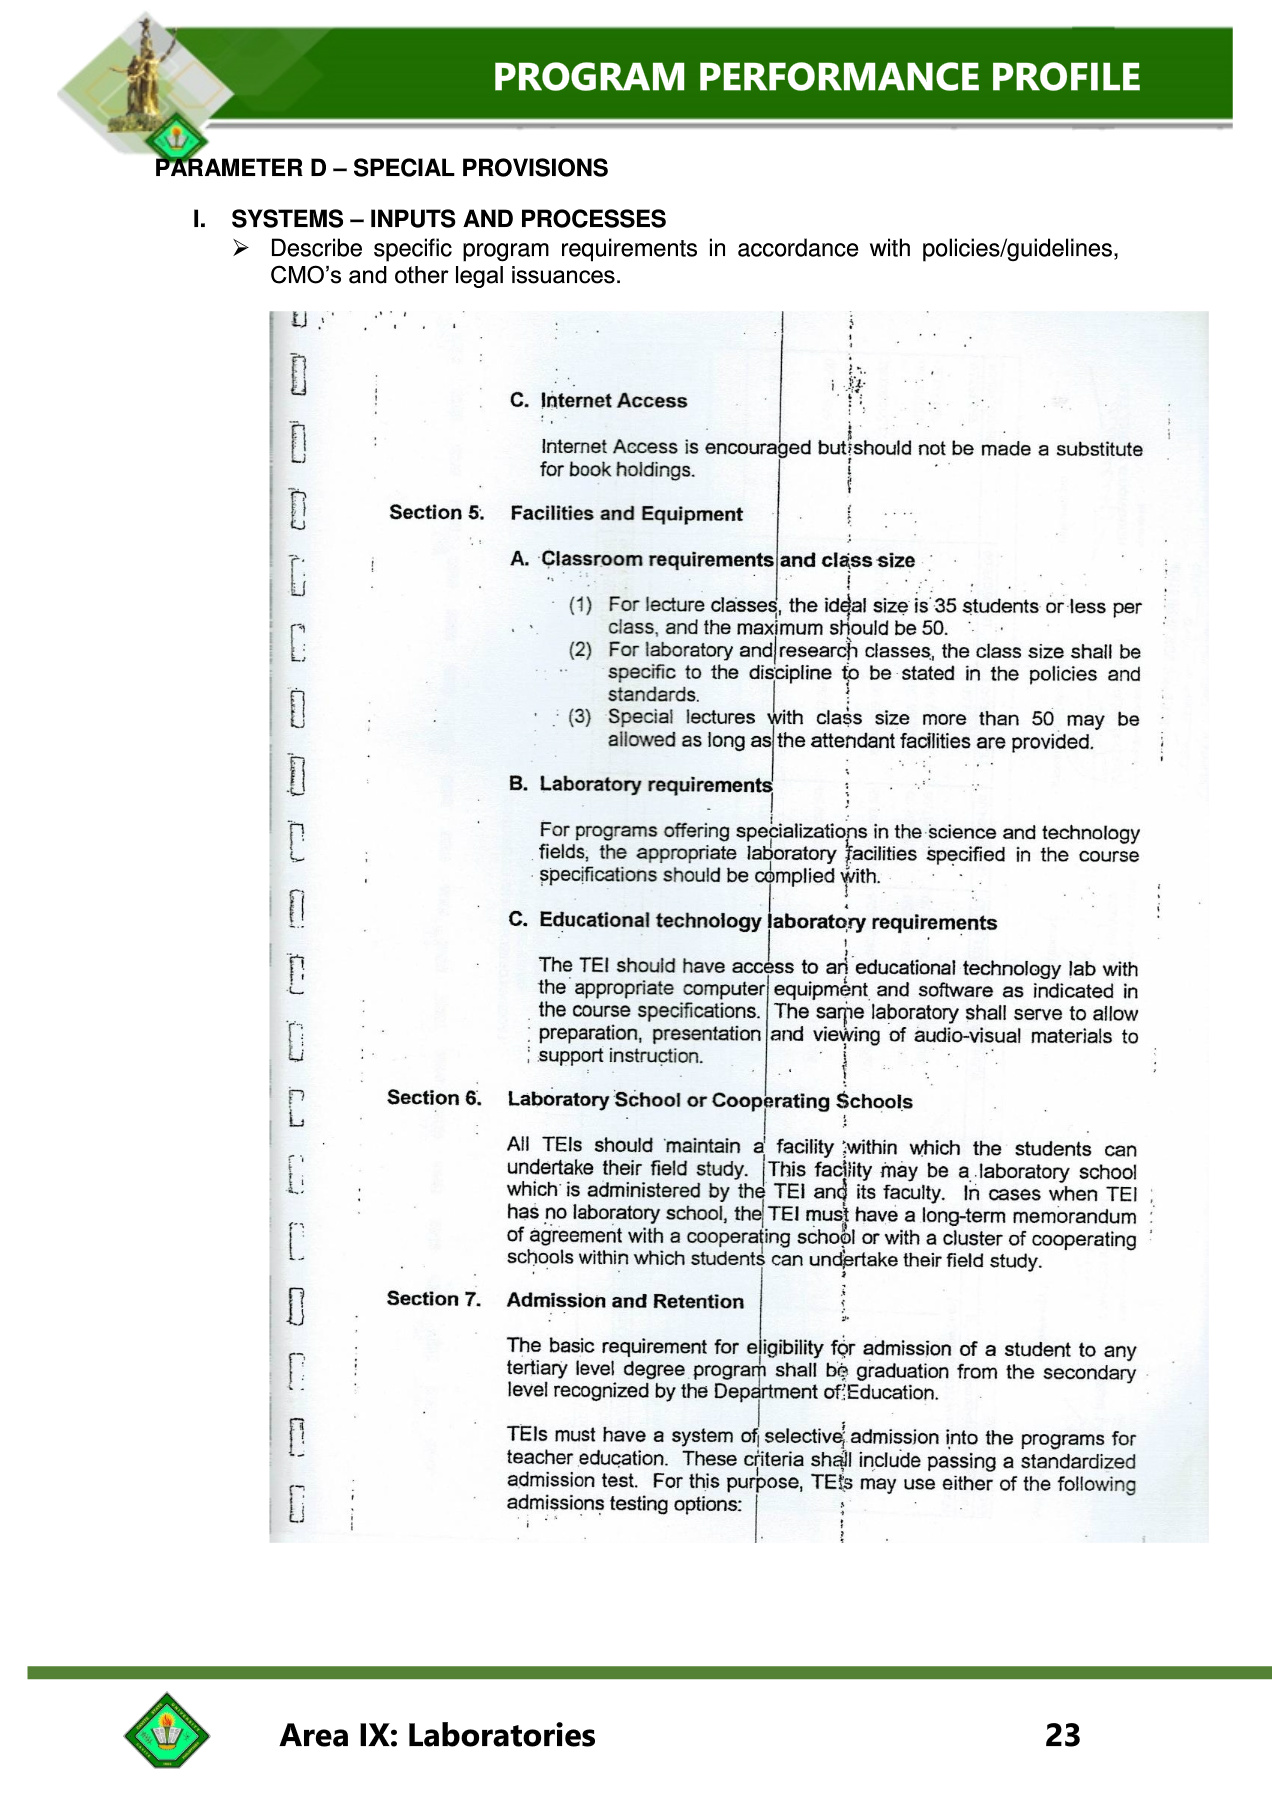 PROGRAM PERFORMANCE PROFILE
PARAMETER D – SPECIAL PROVISIONS
I. SYSTEMS – INPUTS AND PROCESSES
➢ Describe specific program requirements in accordance with policies/guidelines,
CMO's and other legal issuances.
C. Internet Access
Internet Access is encouraged but should not be made a substitute
for book holdings.
Section 5. Facilities and Equipment
A. Classroom requirements and class size
(1) For lecture classes, the ideal size is 35 students or less per
class, and the maximum should be 50.
(2) For laboratory and research classes, the class size shall be
specific to the discipline to be stated in the policies and
standards.
(3) Special lectures with class size more than 50 may be
allowed as long as the attendant facilities are provided.
B. Laboratory requirements
For programs offering specializations in the science and technology
fields, the appropriate laboratory facilities specified in the course
specifications should be complied with.
C. Educational technology laboratory requirements
The TEI should have access to an educational technology lab with
the appropriate computer equipment and software as indicated in
the course specifications. The same laboratory shall serve to allow
preparation, presentation and viewing of audio-visual materials to
support instruction.
Section 6. Laboratory School or Cooperating Schools
All TEIs should maintain a facility within which the students can
undertake their field study. This facility may be a laboratory school
which is administered by the TEI and its faculty. In cases when TEI
has no laboratory school, the TEI must have a long-term memorandum
of agreement with a cooperating school or with a cluster of cooperating
schools within which students can undertake their field study.
Section 7. Admission and Retention
The basic requirement for eligibility for admission of a student to any
tertiary level degree program shall be graduation from the secondary
level recognized by the Department of Education.
TEIs must have a system of selective admission into the programs for
teacher education. These criteria shall include passing a standardized
admission test. For this purpose, TEIs may use either of the following
admissions testing options:
Area IX: Laboratories 23